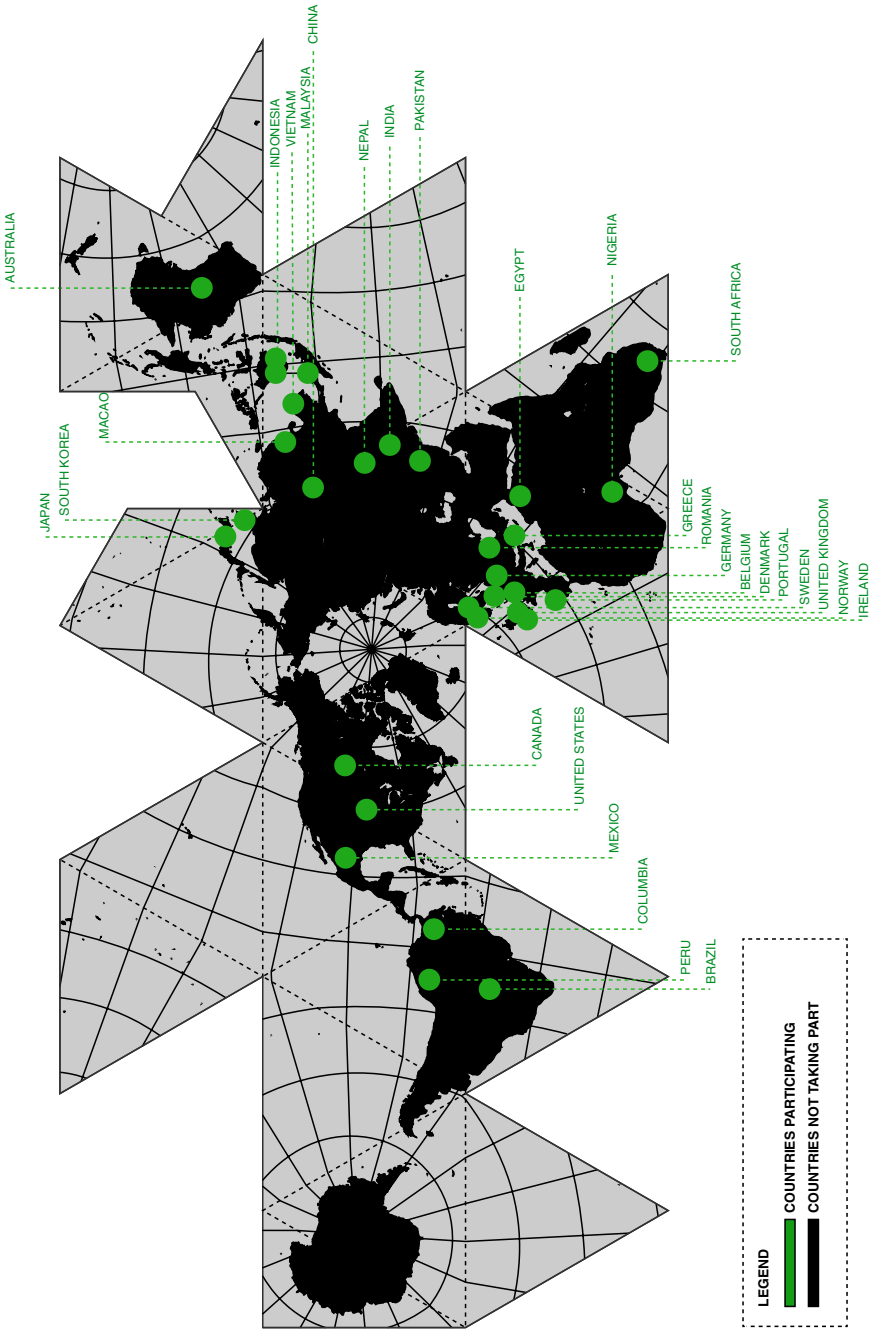 AUSTRALIA
JAPAN
SOUTH KOREA
MACAO
INDONESIA
VIETNAM
MALAYSIA
CHINA
NEPAL
INDIA
PAKISTAN
EGYPT
NIGERIA
SOUTH AFRICA
GREECE
ROMANIA
GERMANY
BELGIUM
DENMARK
PORTUGAL
SWEDEN
UNITED KINGDOM
NORWAY
IRELAND
CANADA
UNITED STATES
MEXICO
COLUMBIA
PERU
BRAZIL
LEGEND
COUNTRIES PARTICIPATING
COUNTRIES NOT TAKING PART